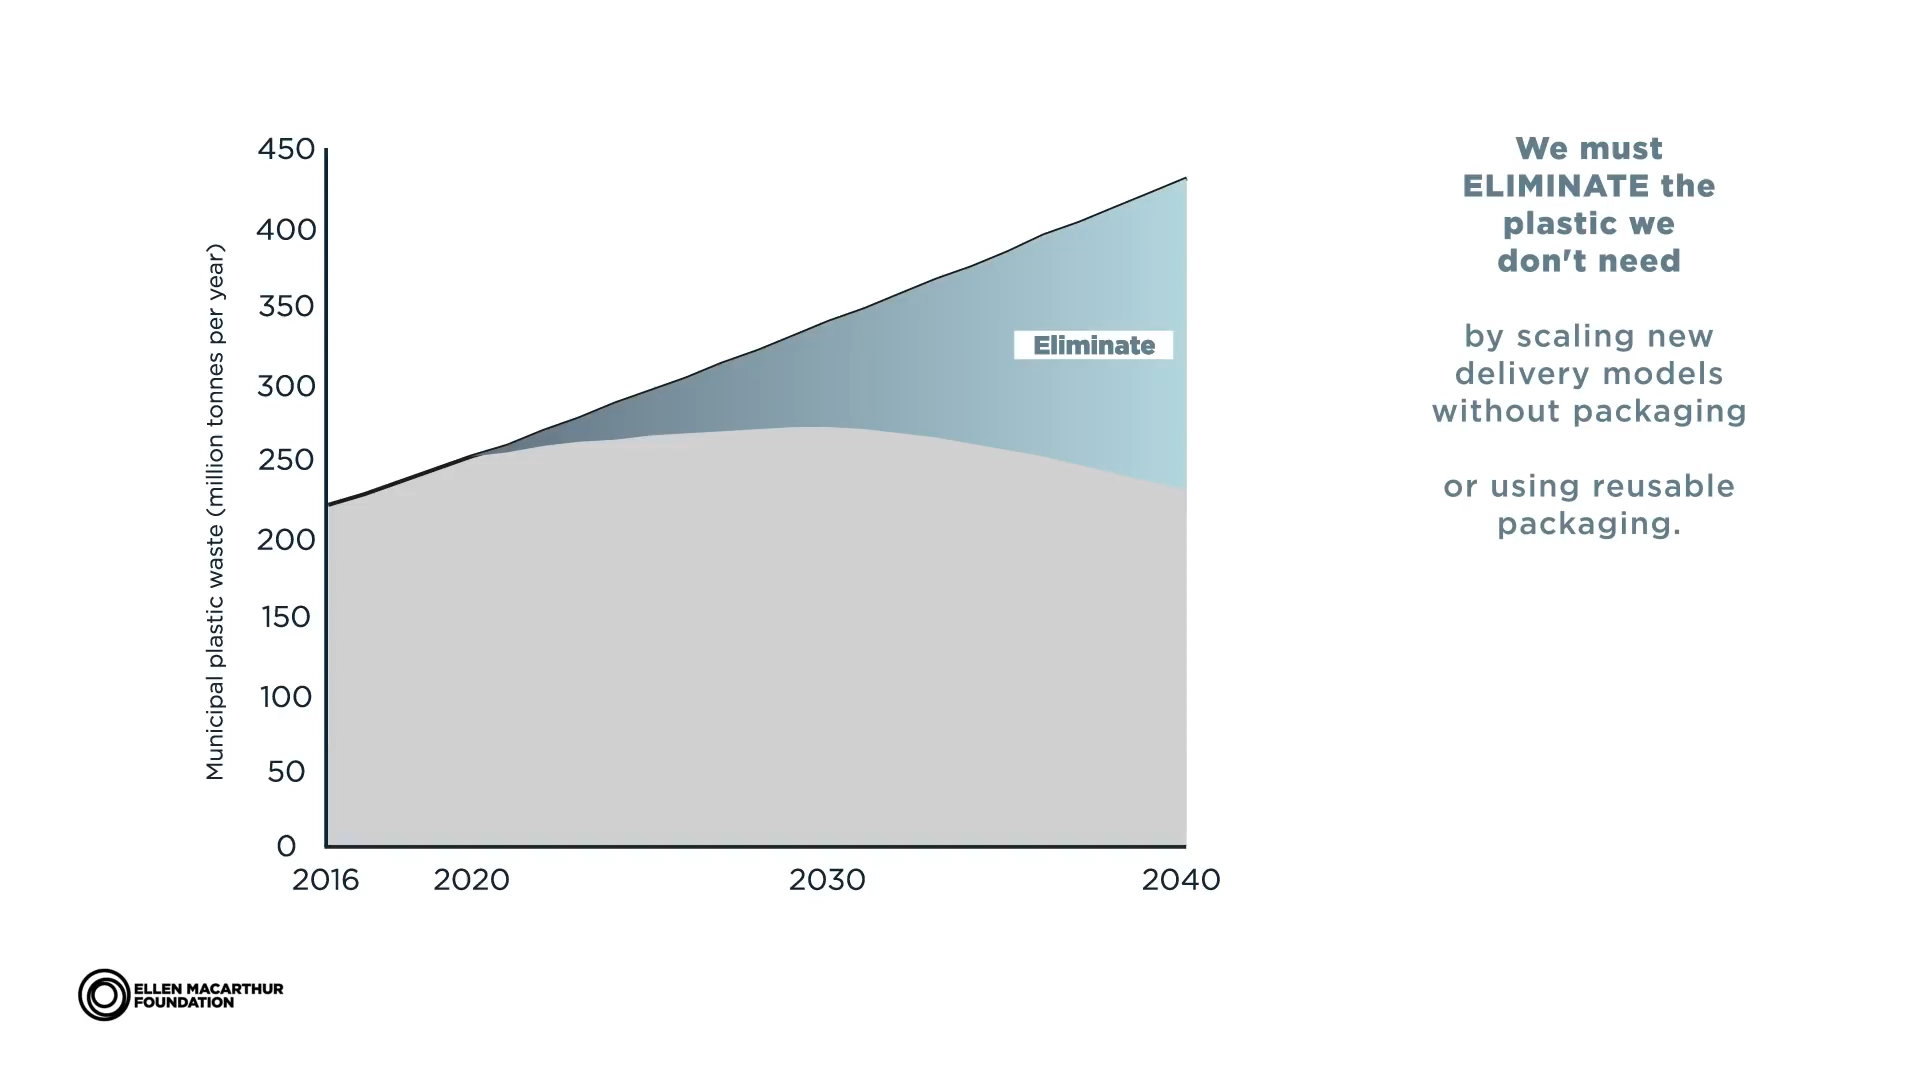 450
400
350
300
250
200
150
100
50
0
Municipal plastic waste (million tonnes per year)
2016
2020
2030
2040
Eliminate
We must
ELIMINATE the
plastic we
don't need
by scaling new
delivery models
without packaging
or using reusable
packaging.
ELLEN MACARTHUR
FOUNDATION